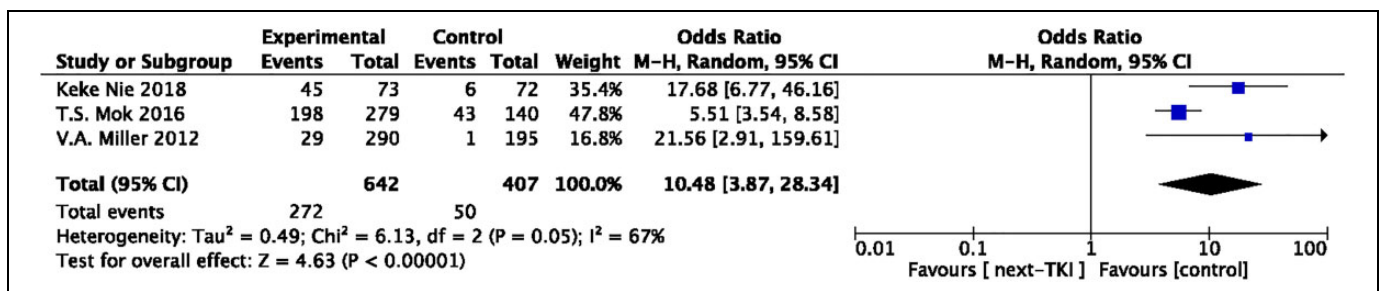 Experimental Control Odds Ratio Odds Ratio
Study or Subgroup Events Total Events Total Weight M-H, Random, 95% CI M-H, Random, 95% CI
Keke Nie 2018 45 73 6 72 35.4% 17.68 [6.77, 46.16]
T.S. Mok 2016 198 279 43 140 47.8% 5.51 [3.54, 8.58]
V.A. Miller 2012 29 290 1 195 16.8% 21.56 [2.91, 159.61]
Total (95% CI) 642 407 100.0% 10.48 [3.87, 28.34]
Total events 272 50
Heterogeneity: Tau² = 0.49; Chi² = 6.13, df = 2 (P = 0.05); I² = 67%
Test for overall effect: Z = 4.63 (P < 0.00001)
0.01 0.1 1 10 100
Favours [ next-TKI ] Favours [control]